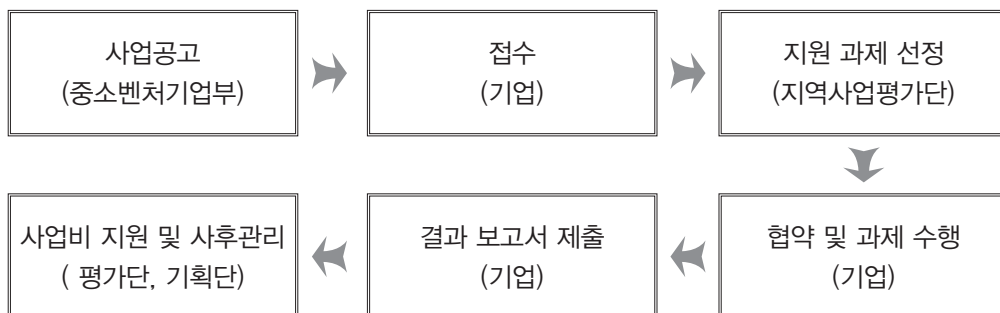 사업공고
(중소벤처기업부)
접수
(기업)
지원 과제 선정
(지역사업평가단)
협약 및 과제 수행
(기업)
결과 보고서 제출
(기업)
사업비 지원 및 사후관리
( 평가단, 기획단)